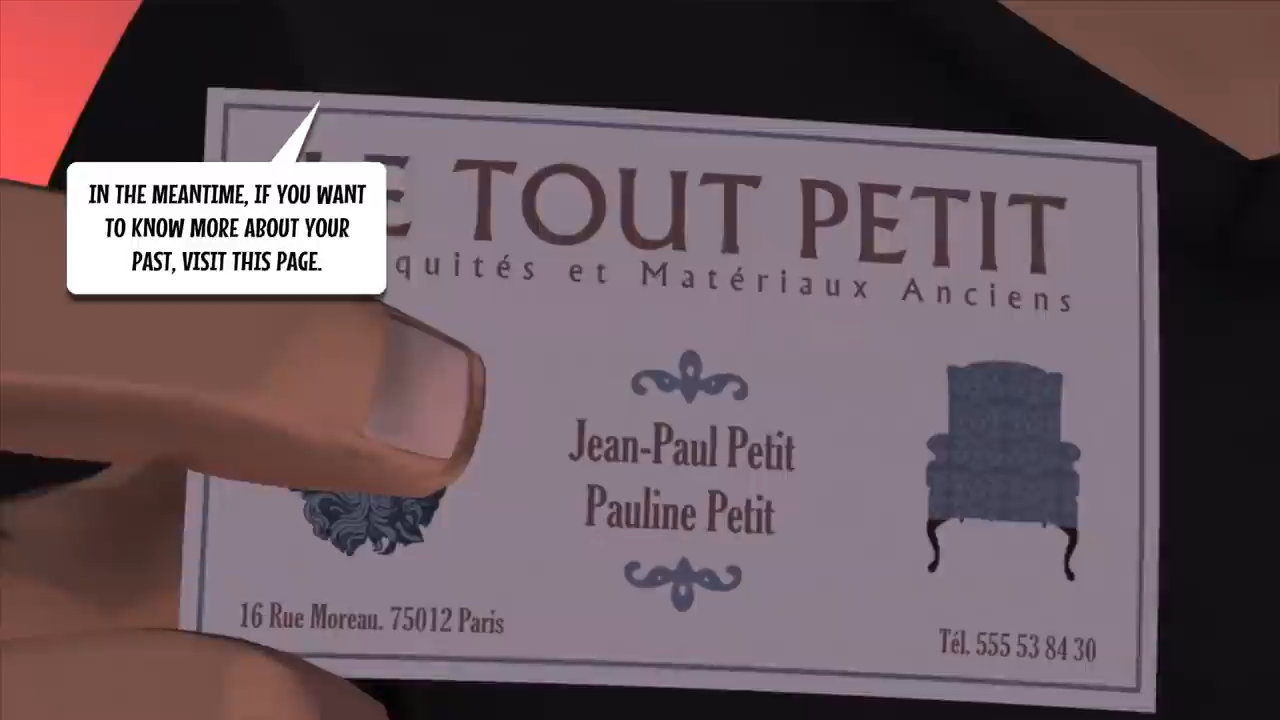 IN THE MEANTIME, IF YOU WANT
TO KNOW MORE ABOUT YOUR
PAST, VISIT THIS PAGE.
LE TOUT PETIT
quités et Matériaux Anciens
Jean-Paul Petit
Pauline Petit
16 Rue Moreau. 75012 Paris
Tél. 555 53 84 30